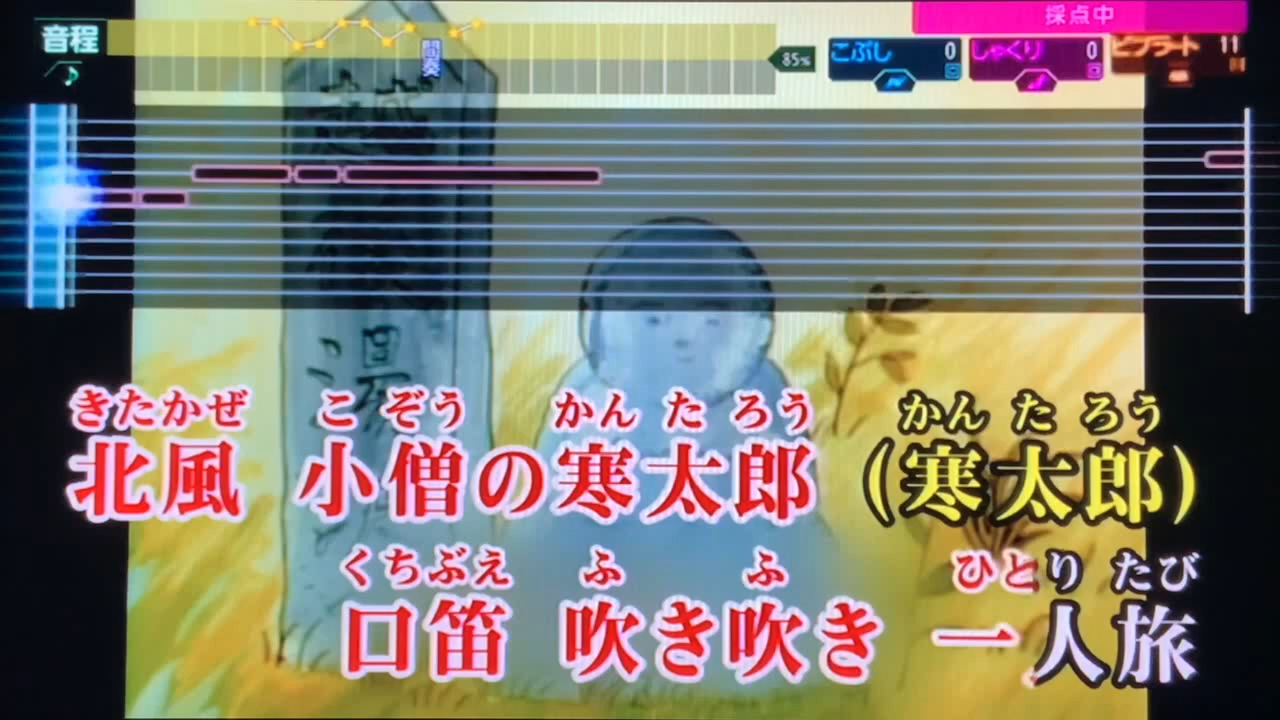 採点中
音程
間奏
85%
こぶし 0
しゃくり 0
ビブラート 11
湯
きたかぜ こぞう かんたろう かんたろう
北風 小僧の寒太郎 (寒太郎)
くちぶえ ふ ふ ひとり たび
口笛 吹き吹き 一人旅